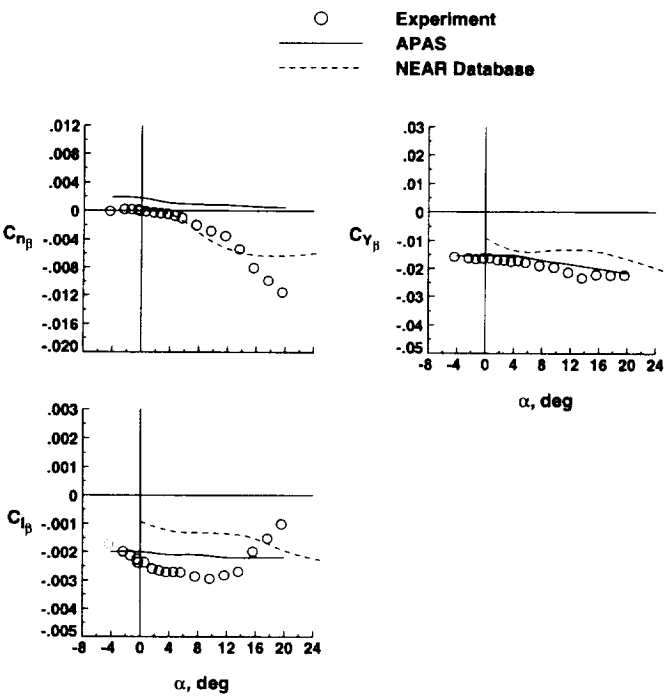 Experiment
APAS
NEAR Database
.012
.008
.004
0
-.004
-.008
-.012
-.016
-.020
Cnβ
.03
.02
.01
0
-.01
-.02
-.03
-.04
-.05
CYβ
-8 -4 0 4 8 12 16 20 24
α, deg
.003
.002
.001
0
-.001
-.002
-.003
-.004
-.005
Clβ
-8 -4 0 4 8 12 16 20 24
α, deg